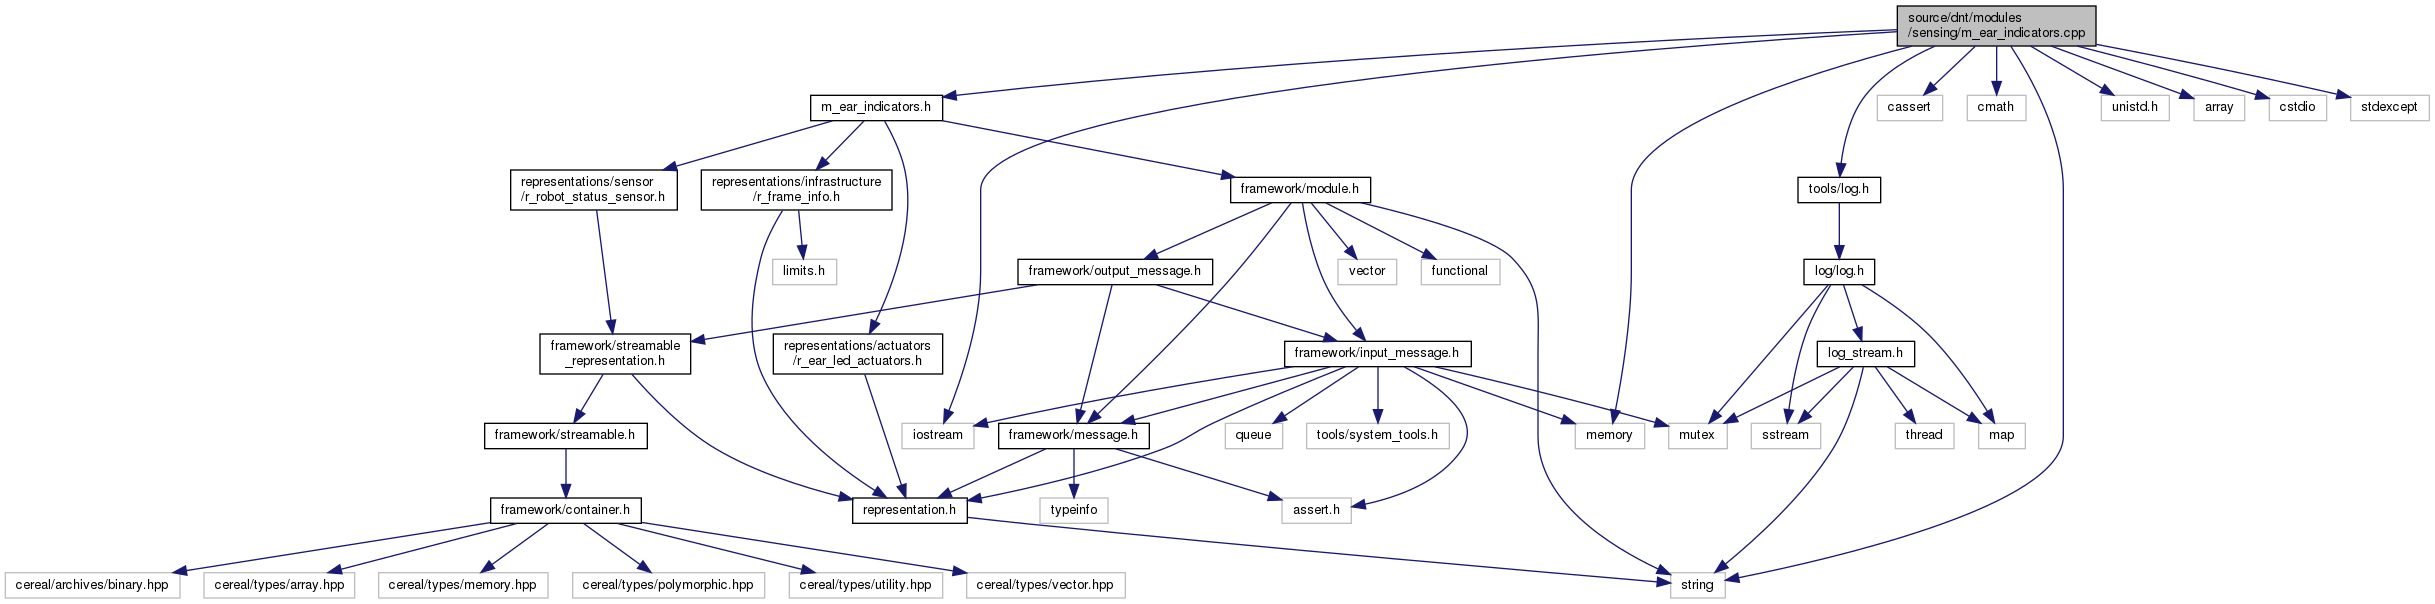 source/dnt/modules
/sensing/m_ear_indicators.cpp
m_ear_indicators.h
cassert
cmath
unistd.h
array
cstdio
stdexcept
representations/sensor
/r_robot_status_sensor.h
representations/infrastructure
/r_frame_info.h
framework/module.h
tools/log.h
limits.h
framework/output_message.h
vector
functional
log/log.h
framework/streamable
_representation.h
representations/actuators
/r_ear_led_actuators.h
framework/input_message.h
log_stream.h
framework/streamable.h
iostream
framework/message.h
queue
tools/system_tools.h
memory
mutex
sstream
thread
map
framework/container.h
representation.h
typeinfo
assert.h
cereal/archives/binary.hpp
cereal/types/array.hpp
cereal/types/memory.hpp
cereal/types/polymorphic.hpp
cereal/types/utility.hpp
cereal/types/vector.hpp
string